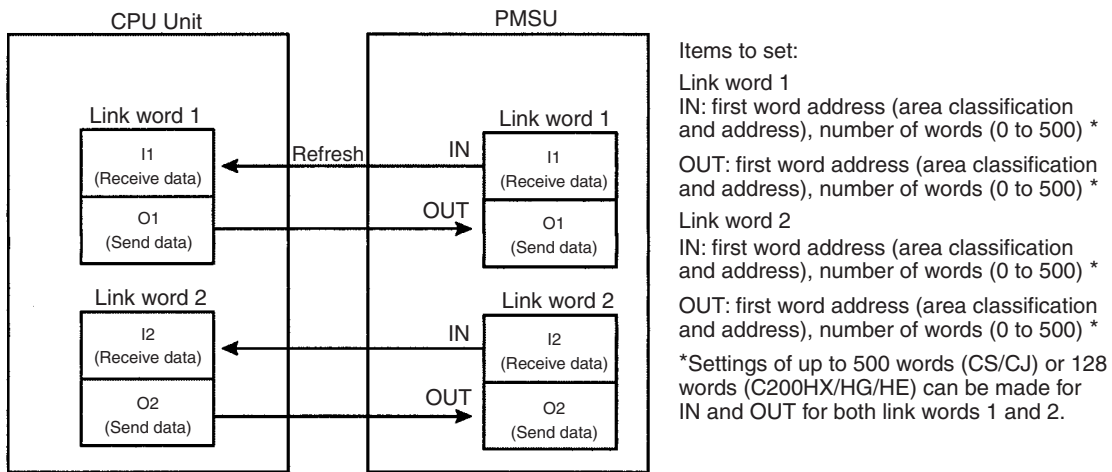 CPU Unit
PMSU
Link word 1
I1
(Receive data)
O1
(Send data)
Link word 2
I2
(Receive data)
O2
(Send data)
Refresh
IN
OUT
IN
OUT
Link word 1
I1
(Receive data)
O1
(Send data)
Link word 2
I2
(Receive data)
O2
(Send data)
Items to set:
Link word 1
IN: first word address (area classification
and address), number of words (0 to 500) *
OUT: first word address (area classification
and address), number of words (0 to 500) *
Link word 2
IN: first word address (area classification
and address), number of words (0 to 500) *
OUT: first word address (area classification
and address), number of words (0 to 500) *
*Settings of up to 500 words (CS/CJ) or 128
words (C200HX/HG/HE) can be made for
IN and OUT for both link words 1 and 2.